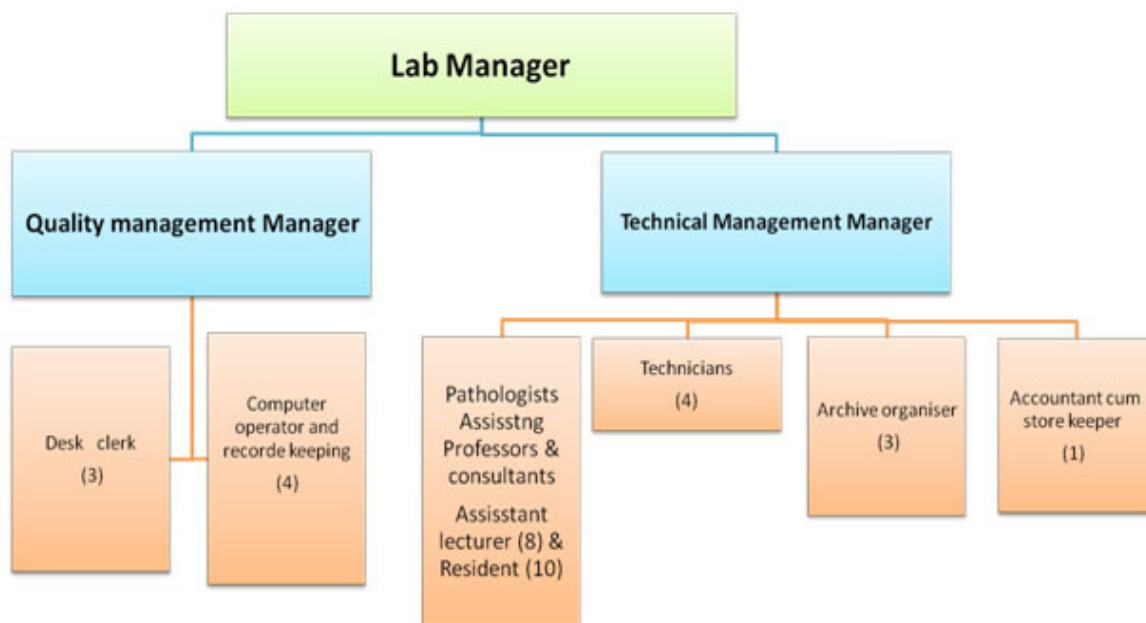 Lab Manager
Quality management Manager
Technical Management Manager
Desk clerk
(3)
Computer
operator and
recorde keeping
(4)
Pathologists
Assisstng
Professors &
consultants
Assisstant
lecturer (8) &
Resident (10)
Technicians
(4)
Archive organiser
(3)
Accountant cum
store keeper
(1)